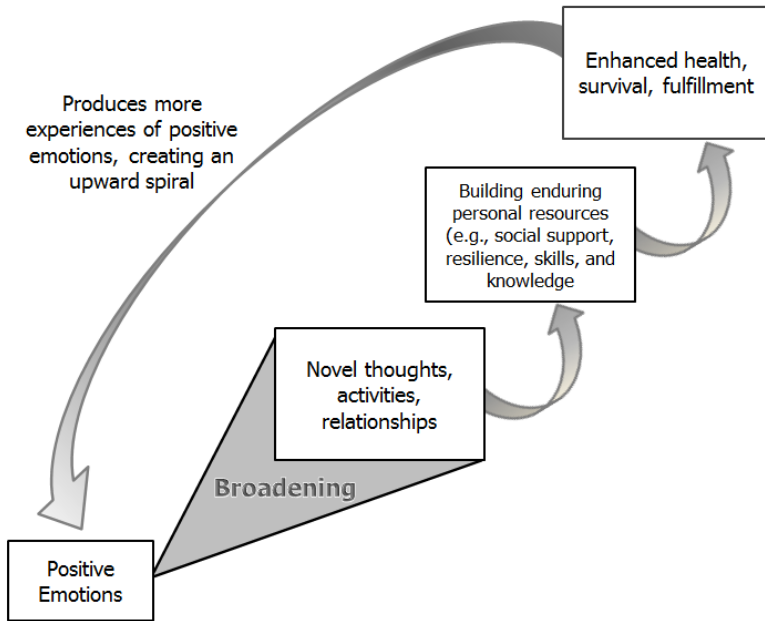 Enhanced health,
survival, fulfillment
Produces more
experiences of positive
emotions, creating an
upward spiral
Building enduring
personal resources
(e.g., social support,
resilience, skills, and
knowledge
Novel thoughts,
activities,
relationships
Broadening
Positive
Emotions